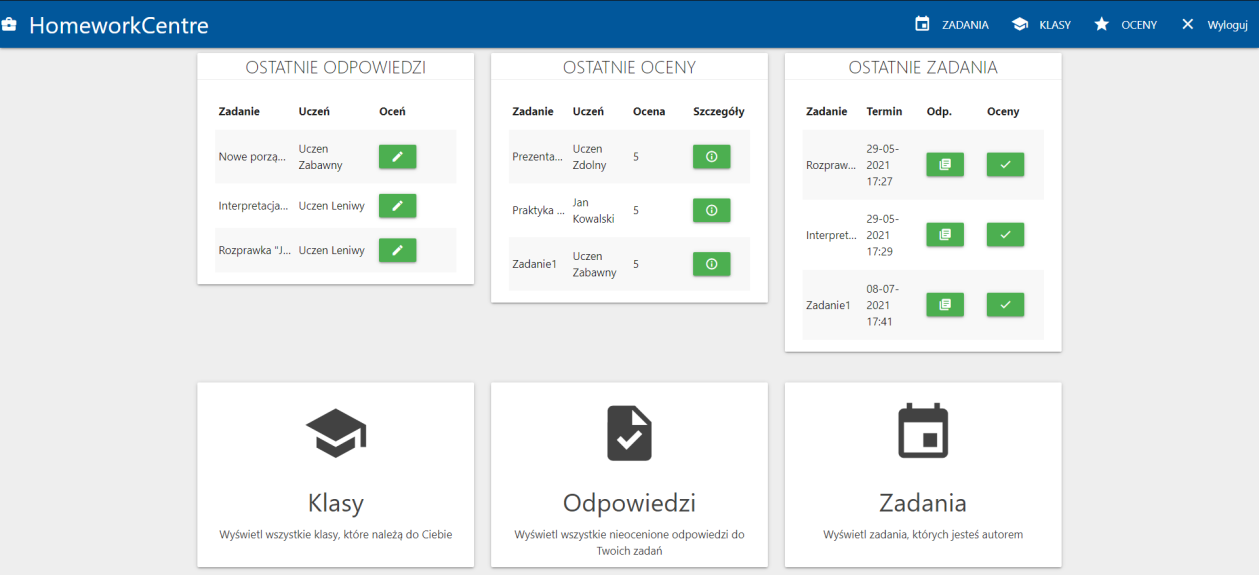 HomeworkCentre
ZADANIA KLASY OCENY Wyloguj
OSTATNIE ODPOWIEDZI
Zadanie Uczeń Oceń
Nowe porzą... Uczen
Zabawny
Interpretacja... Uczen Leniwy
Rozprawka "J... Uczen Leniwy
OSTATNIE OCENY
Zadanie Uczeń Ocena Szczegóły
Prezenta... Uczen
Zdolny 5
Praktyka ... Jan
Kowalski 5
Zadanie1 Uczen
Zabawny 5
OSTATNIE ZADANIA
Zadanie Termin Odp. Oceny
Rozpraw... 29-05-
2021
17:27
Interpret... 29-05-
2021
17:29
Zadanie1 08-07-
2021
17:41
Klasy
Wyświetl wszystkie klasy, które należą do Ciebie
Odpowiedzi
Wyświetl wszystkie nieocenione odpowiedzi do
Twoich zadań
Zadania
Wyświetl zadania, których jesteś autorem